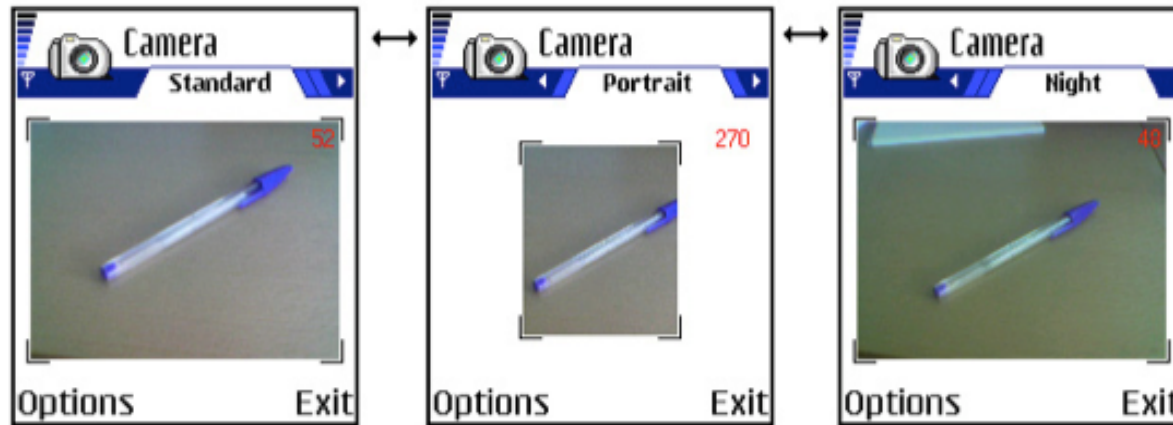 Camera
Standard
52
Options Exit
Camera
Portrait
270
Options Exit
Camera
Night
48
Options Exit